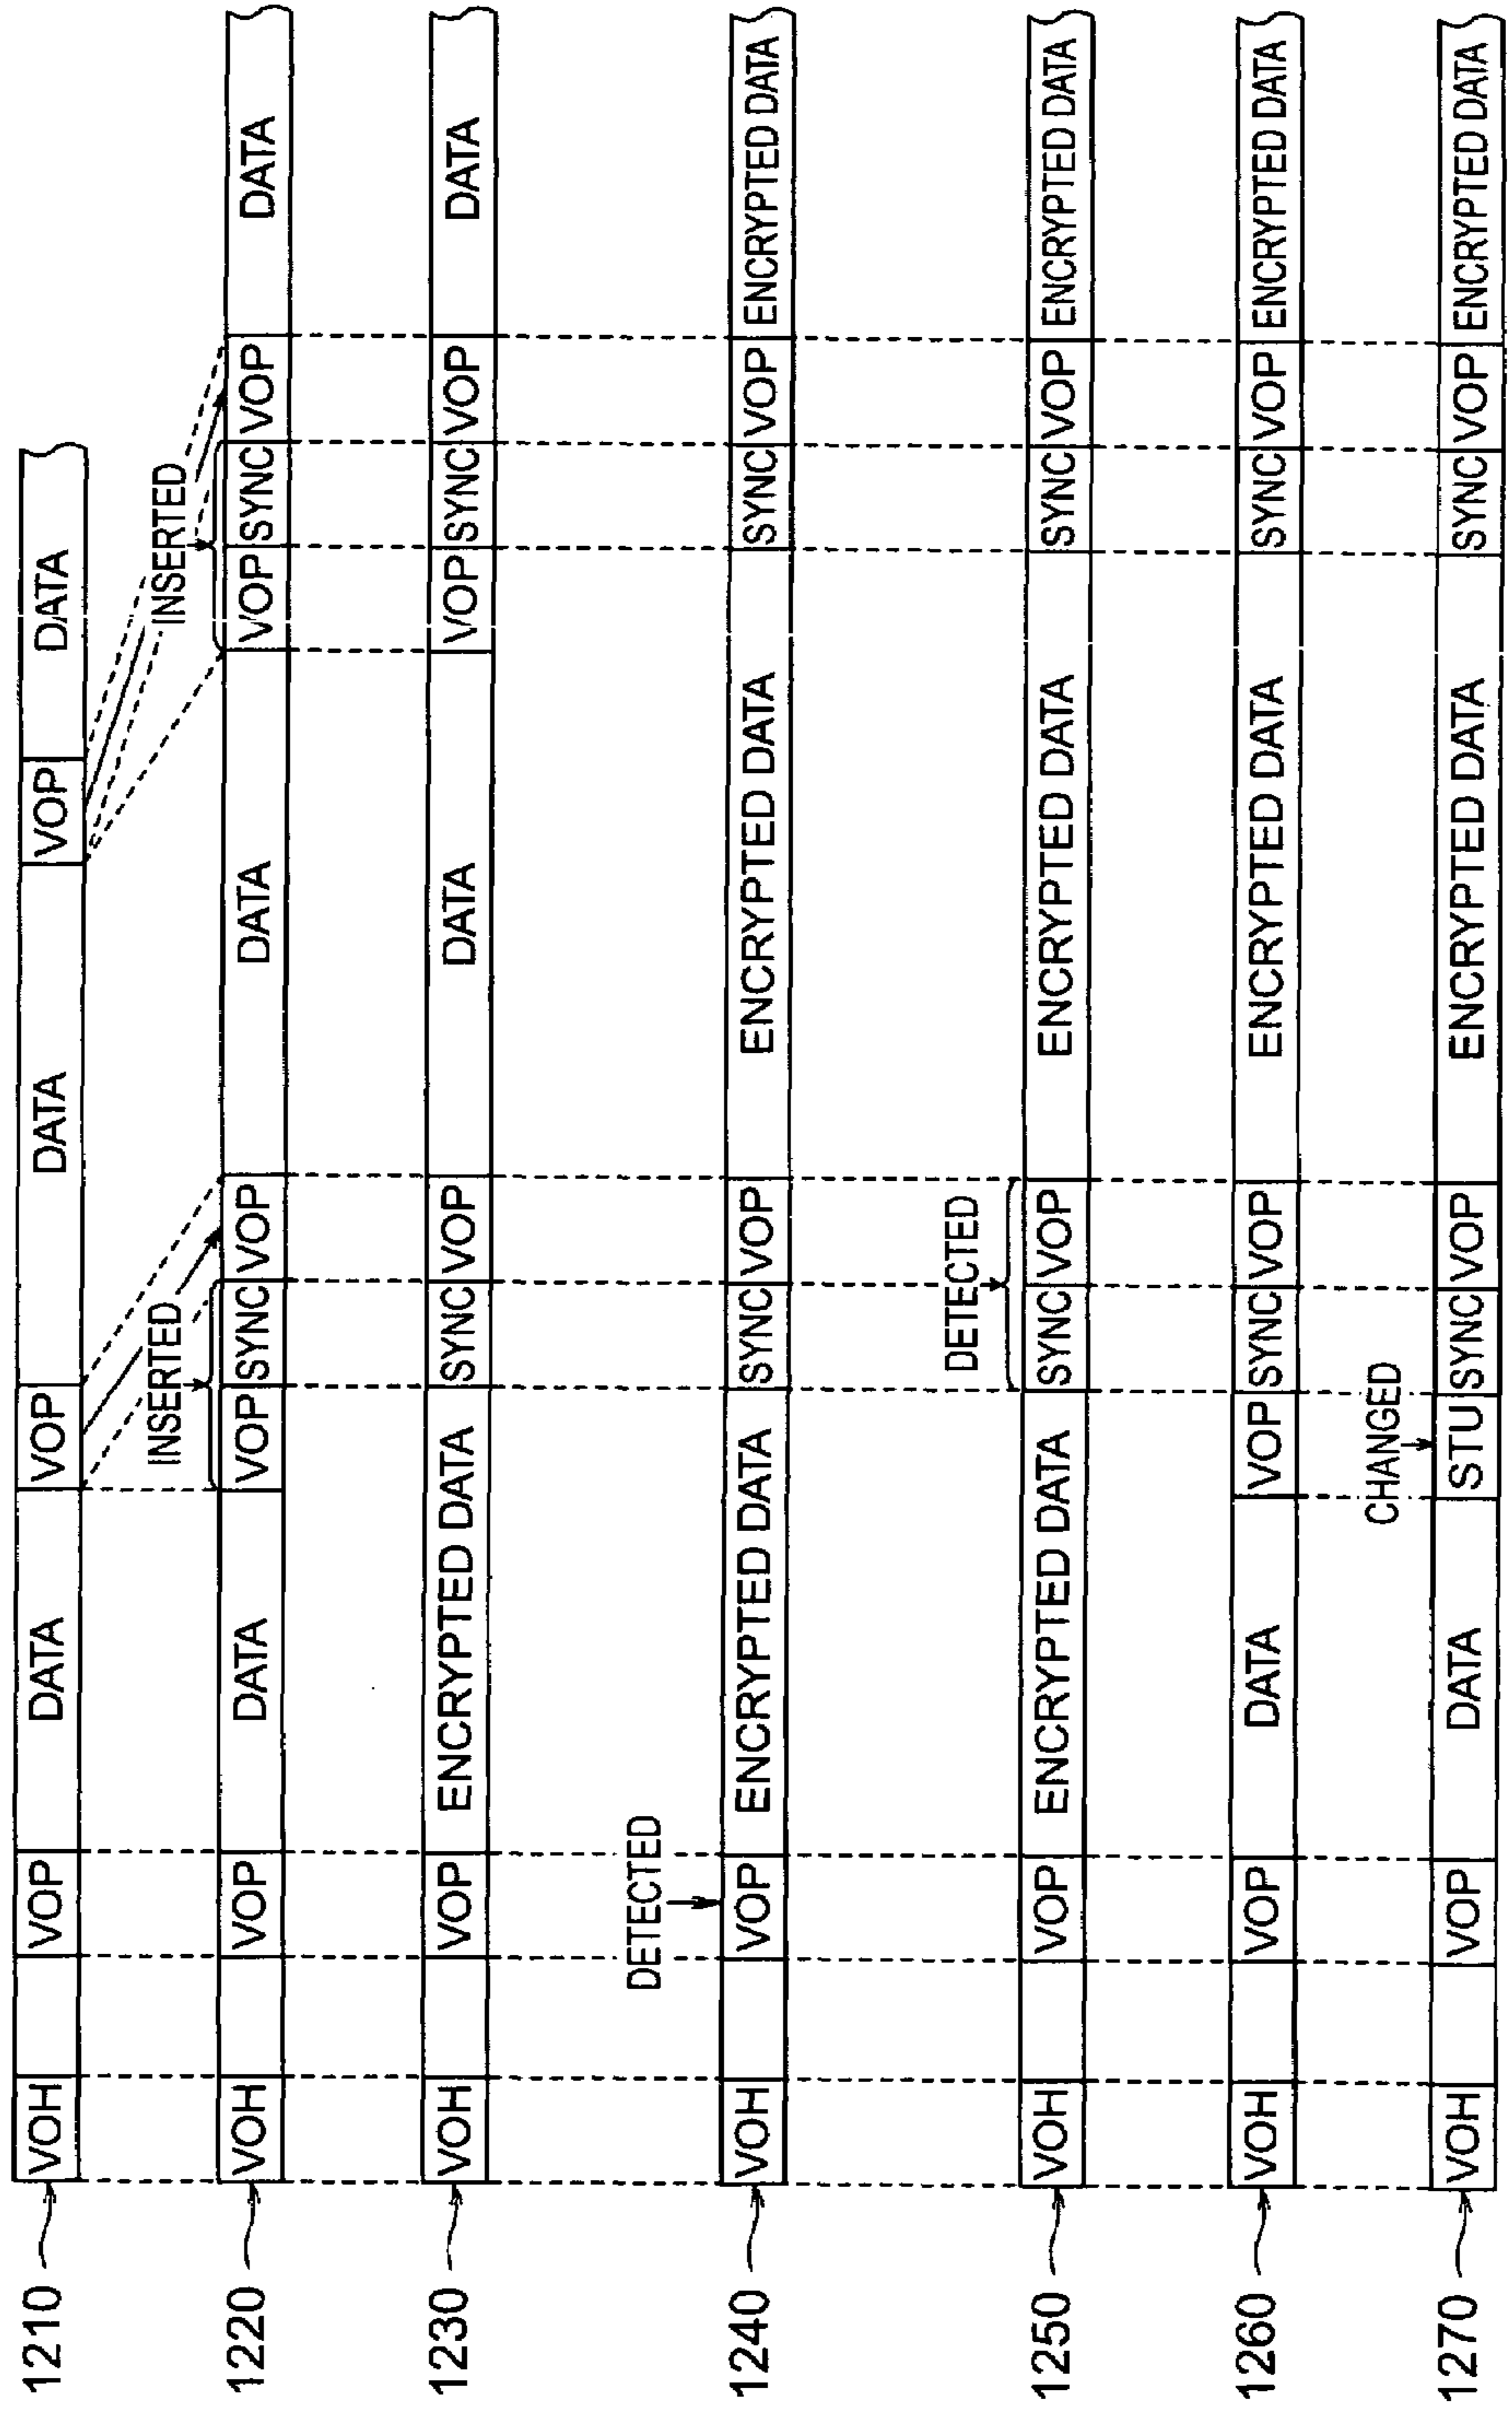 1210 VOH VOP DATA VOP DATA VOP DATA
INSERTED INSERTED
1220 VOH VOP DATA VOP SYNC VOP DATA VOP SYNC VOP DATA
1230 VOH VOP ENCRYPTED DATA SYNC VOP DATA VOP SYNC VOP DATA
DETECTED
1240 VOH VOP ENCRYPTED DATA SYNC VOP ENCRYPTED DATA SYNC VOP ENCRYPTED DATA
DETECTED
1250 VOH VOP ENCRYPTED DATA SYNC VOP ENCRYPTED DATA SYNC VOP ENCRYPTED DATA
1260 VOH VOP DATA VOP SYNC VOP ENCRYPTED DATA SYNC VOP ENCRYPTED DATA
CHANGED
1270 VOH VOP DATA STU SYNC VOP ENCRYPTED DATA SYNC VOP ENCRYPTED DATA